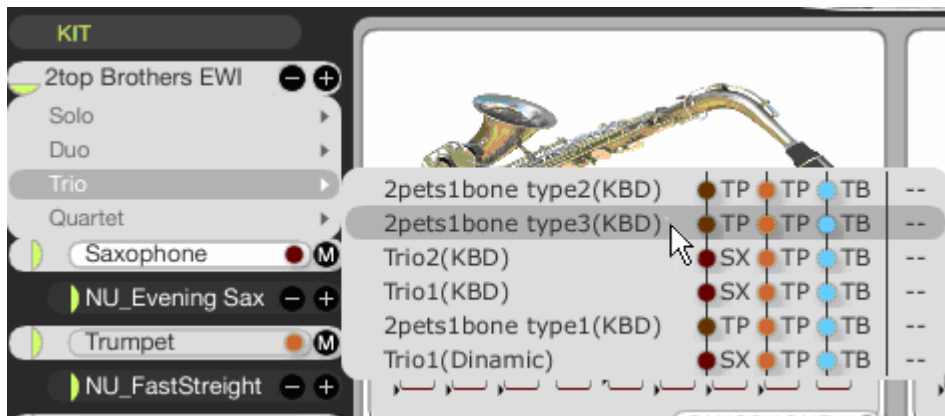 KIT
2top Brothers EWI
Solo
Duo
Trio
Quartet
Saxophone M
NU_Evening Sax
Trumpet M
NU_FastStreight
2pets1bone type2(KBD) TP TP TB --
2pets1bone type3(KBD) TP TP TB --
Trio2(KBD) SX TP TB --
Trio1(KBD) SX TP TB --
2pets1bone type1(KBD) TP TP TB --
Trio1(Dinamic) SX TP TB --